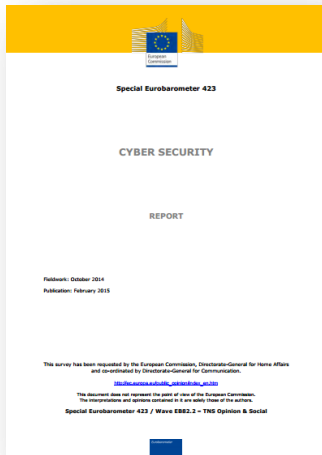 European
Commission
Special Eurobarometer 423
CYBER SECURITY
REPORT
Fieldwork: October 2014
Publication: February 2015
This survey has been requested by the European Commission, Directorate-General for Home Affairs
and co-ordinated by Directorate-General for Communication.
http://ec.europa.eu/public_opinion/index_en.htm
This document does not represent the point of view of the European Commission.
The interpretations and opinions contained in it are solely those of the authors.
Special Eurobarometer 423 / Wave EB82.2 – TNS Opinion & Social